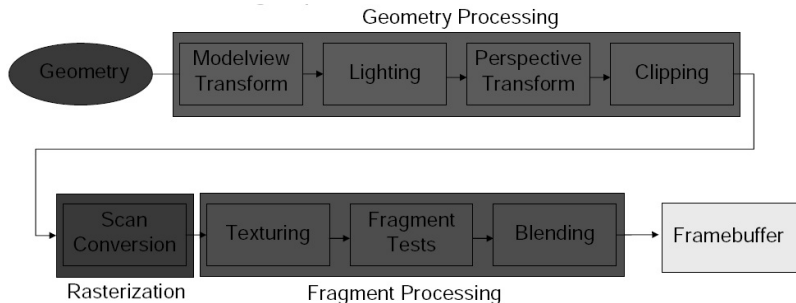 Geometry Processing
Geometry
Modelview
Transform
Lighting
Perspective
Transform
Clipping
Scan
Conversion
Texturing
Fragment
Tests
Blending
Framebuffer
Rasterization
Fragment Processing